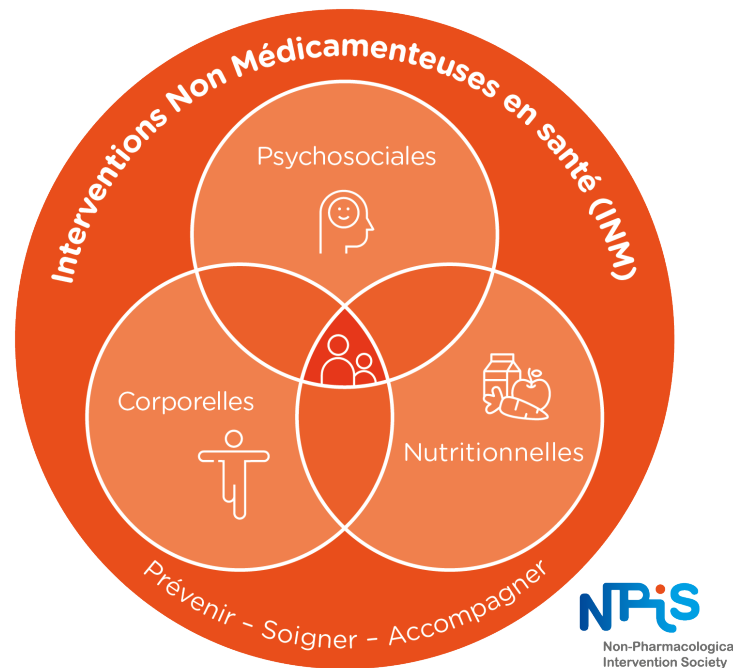 Interventions Non Médicamenteuses en santé (INM)
Psychosociales
Corporelles
Nutritionnelles
Prévenir – Soigner – Accompagner
NPiS
Non-Pharmacologica
Intervention Society